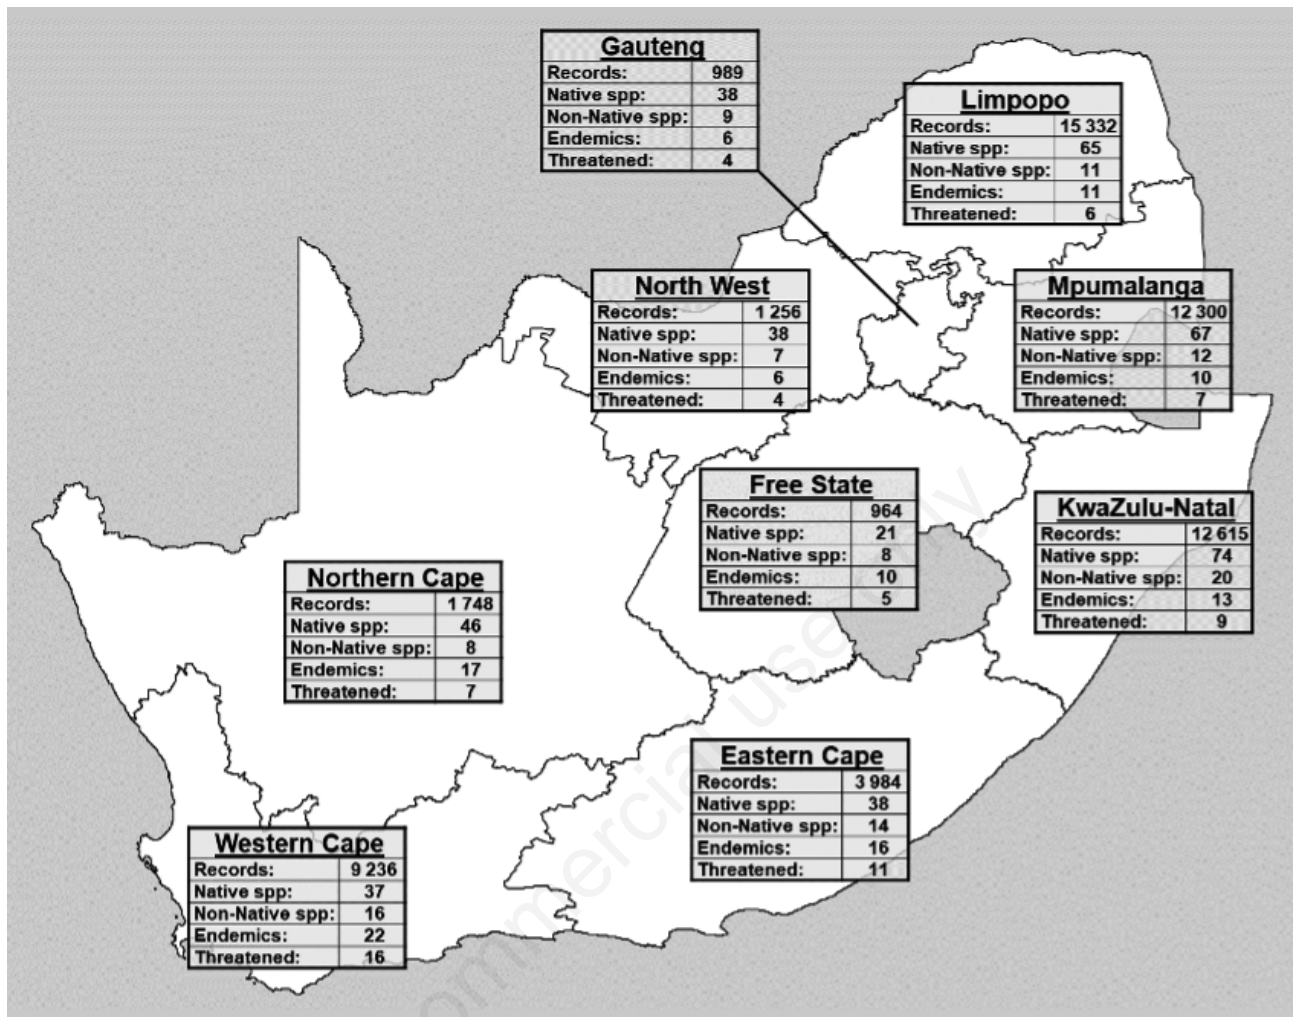 Gauteng
Records: 989
Native spp: 38
Non-Native spp: 9
Endemics: 6
Threatened: 4
Limpopo
Records: 15 332
Native spp: 65
Non-Native spp: 11
Endemics: 11
Threatened: 6
North West
Records: 1 256
Native spp: 38
Non-Native spp: 7
Endemics: 6
Threatened: 4
Mpumalanga
Records: 12 300
Native spp: 67
Non-Native spp: 12
Endemics: 10
Threatened: 7
Free State
Records: 964
Native spp: 21
Non-Native spp: 8
Endemics: 10
Threatened: 5
KwaZulu-Natal
Records: 12 615
Native spp: 74
Non-Native spp: 20
Endemics: 13
Threatened: 9
Northern Cape
Records: 1 748
Native spp: 46
Non-Native spp: 8
Endemics: 17
Threatened: 7
Eastern Cape
Records: 3 984
Native spp: 38
Non-Native spp: 14
Endemics: 16
Threatened: 11
Western Cape
Records: 9 236
Native spp: 37
Non-Native spp: 16
Endemics: 22
Threatened: 16
ommercial use only